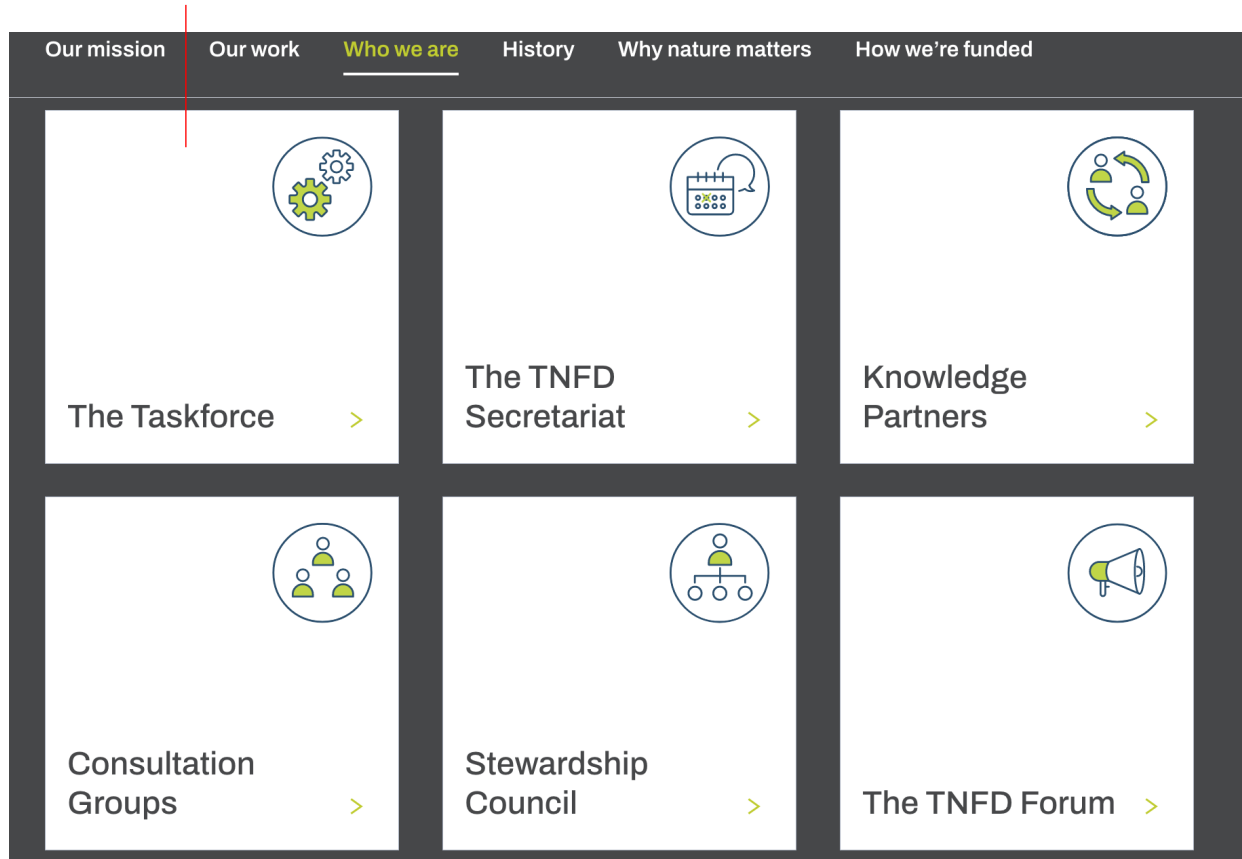 Our mission Our work Who we are History Why nature matters How we’re funded
The Taskforce
The TNFD
Secretariat
Knowledge
Partners
Consultation
Groups
Stewardship
Council
The TNFD Forum